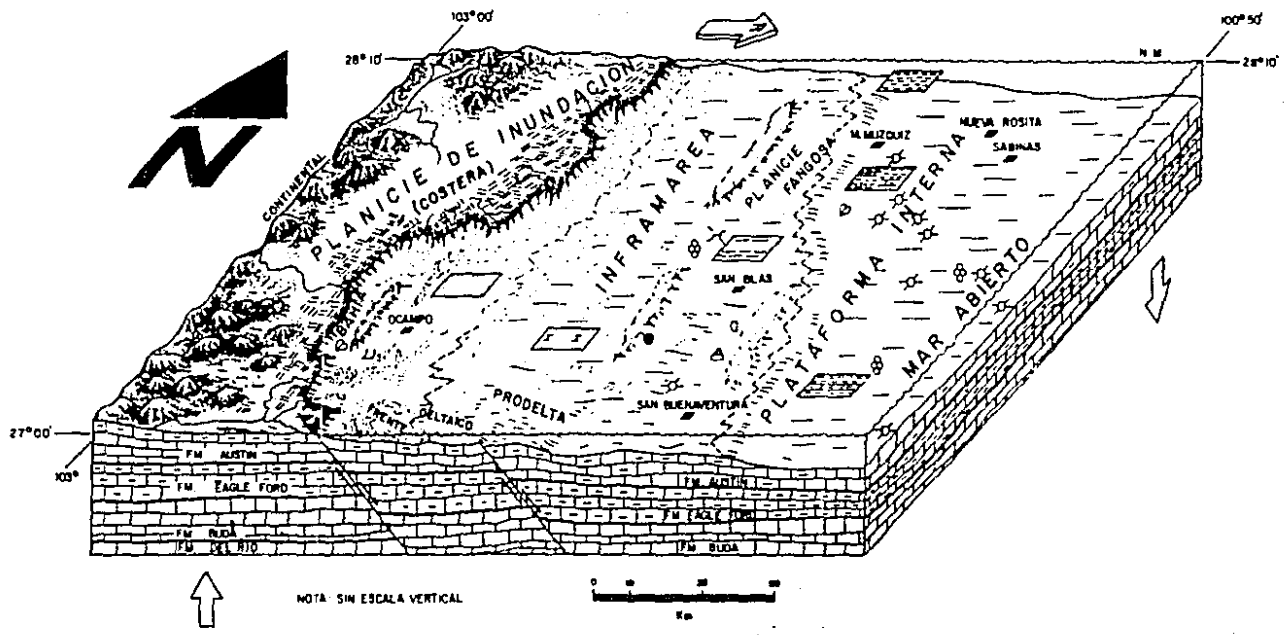 103° 00'
100° 50'
28° 10'
N M
28° 10'
N
CONTINENTAL
PLANICIE DE INUNDACION
(COSTERA)
INFRAMAREA
PLANICIE
FANGOSA
M. MUZQUIZ
NUEVA ROSITA
SABINAS
PLATAFORMA INTERNA
MAR ABIERTO
BAHIA
OCAMPO
SAN BLAS
PRODELTA
FRENTE DELTAICO
SAN BUENAVENTURA
27° 00'
103°
FM AUSTIN
FM EAGLE FORD
FM BUDA
FM DEL RIO
FM AUSTIN
FM EAGLE FORD
FM BUDA
NOTA: SIN ESCALA VERTICAL
0
Km